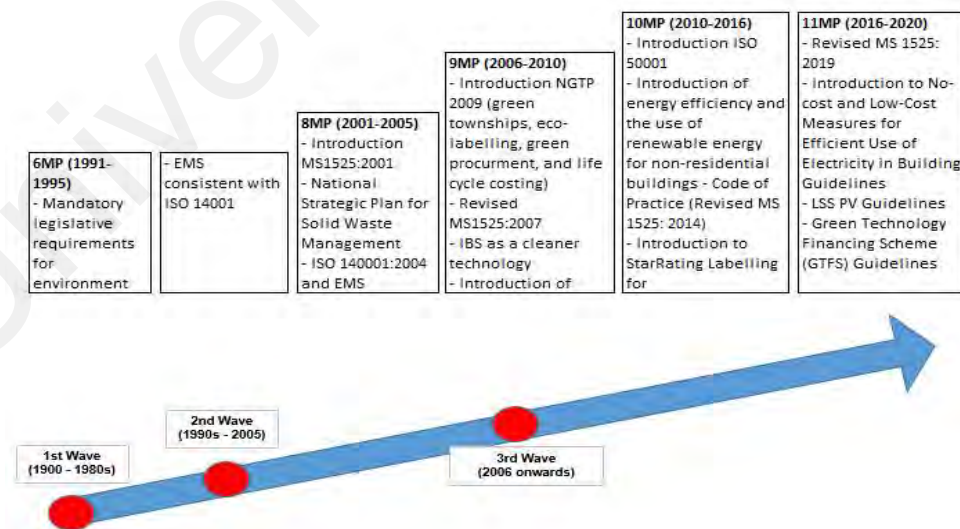 6MP (1991-
1995)
- Mandatory
legislative
requirements
for
environment
- EMS
consistent with
ISO 14001
8MP (2001-2005)
- Introduction
MS1525:2001
- National
Strategic Plan for
Solid Waste
Management
- ISO 140001:2004
and EMS
9MP (2006-2010)
- Introduction NGTP
2009 (green
townships, eco-
labelling, green
procurment, and life
cycle costing)
- Revised
MS1525:2007
- IBS as a cleaner
technology
- Introduction of
10MP (2010-2016)
- Introduction ISO
50001
- Introduction of
energy efficiency and
the use of
renewable energy
for non-residential
buildings - Code of
Practice (Revised MS
1525: 2014)
- Introduction to
StarRating Labelling
for
11MP (2016-2020)
- Revised MS 1525:
2019
- Introduction to No-
cost and Low-Cost
Measures for
Efficient Use of
Electricity in Building
Guidelines
- LSS PV Guidelines
- Green Technology
Financing Scheme
(GTFS) Guidelines
1st Wave
(1900 - 1980s)
2nd Wave
(1990s - 2005)
3rd Wave
(2006 onwards)